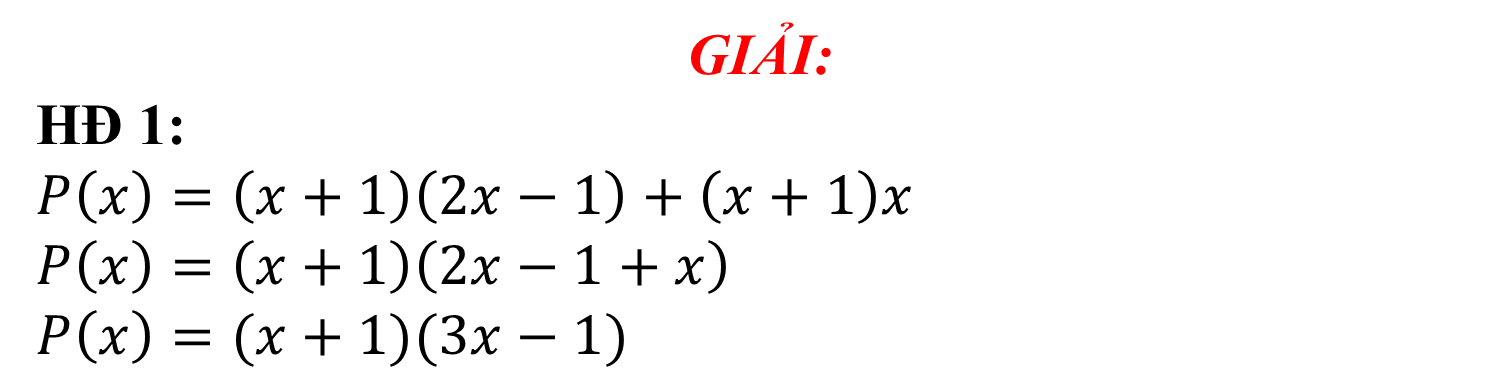 GIẢI:
HĐ 1:
P(x) = (x + 1)(2x − 1) + (x + 1)x
P(x) = (x + 1)(2x − 1 + x)
P(x) = (x + 1)(3x − 1)